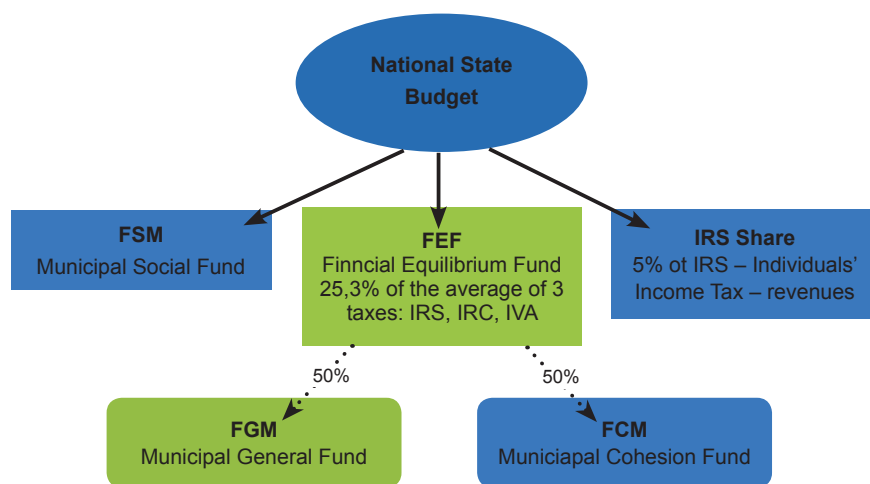 National State
Budget
FSM
Municipal Social Fund
FEF
Finncial Equilibrium Fund
25,3% of the average of 3
taxes: IRS, IRC, IVA
IRS Share
5% ot IRS – Individuals’
Income Tax – revenues
50%
50%
FGM
Municipal General Fund
FCM
Municiapal Cohesion Fund